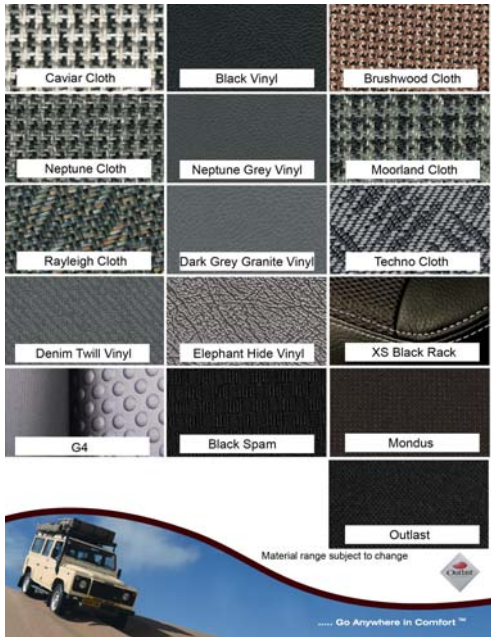 Caviar Cloth
Black Vinyl
Brushwood Cloth
Neptune Cloth
Neptune Grey Vinyl
Moorland Cloth
Rayleigh Cloth
Dark Grey Granite Vinyl
Techno Cloth
Denim Twill Vinyl
Elephant Hide Vinyl
XS Black Rack
G4
Black Spam
Mondus
Outlast
Material range subject to change
Outlast
..... Go Anywhere in Comfort ™